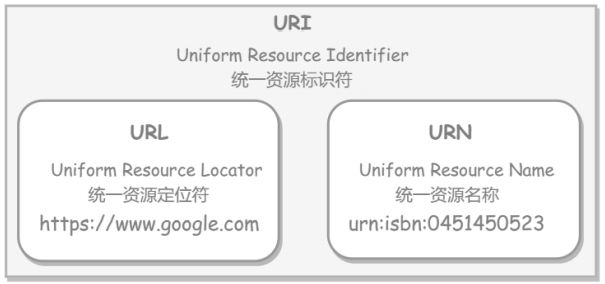 URI
Uniform Resource Identifier
统一资源标识符
URL
Uniform Resource Locator
统一资源定位符
https://www.google.com
URN
Uniform Resource Name
统一资源名称
urn:isbn:0451450523